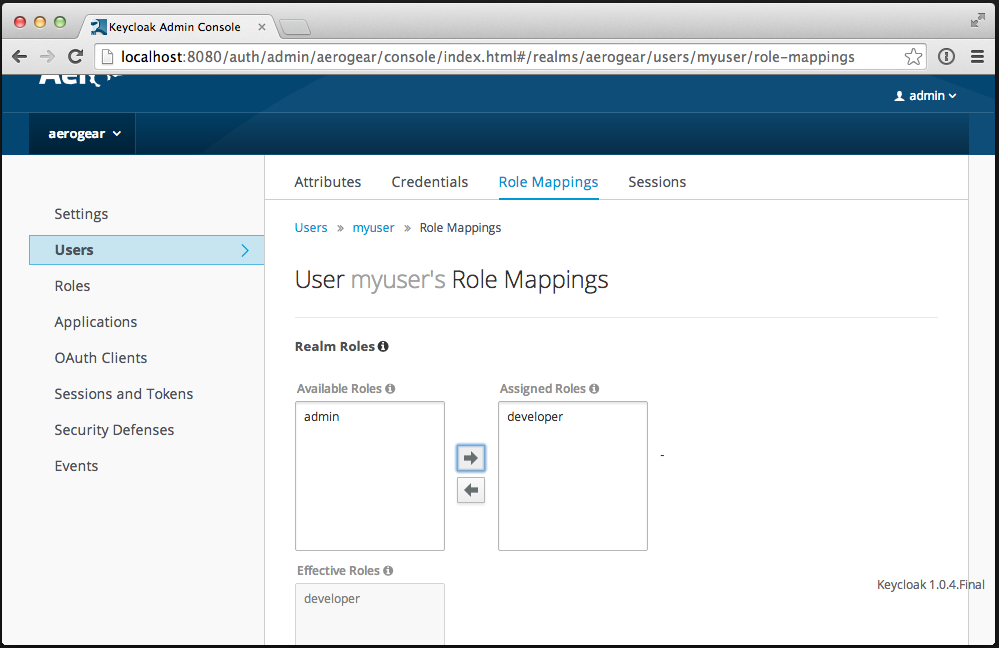 Keycloak Admin Console
localhost:8080/auth/admin/aerogear/console/index.html#/realms/aerogear/users/myuser/role-mappings
admin
aerogear
Attributes Credentials Role Mappings Sessions
Settings
Users
Roles
Applications
OAuth Clients
Sessions and Tokens
Security Defenses
Events
Users » myuser » Role Mappings
User myuser's Role Mappings
Realm Roles
Available Roles
admin
Assigned Roles
developer
-
Effective Roles
developer
Keycloak 1.0.4.Final